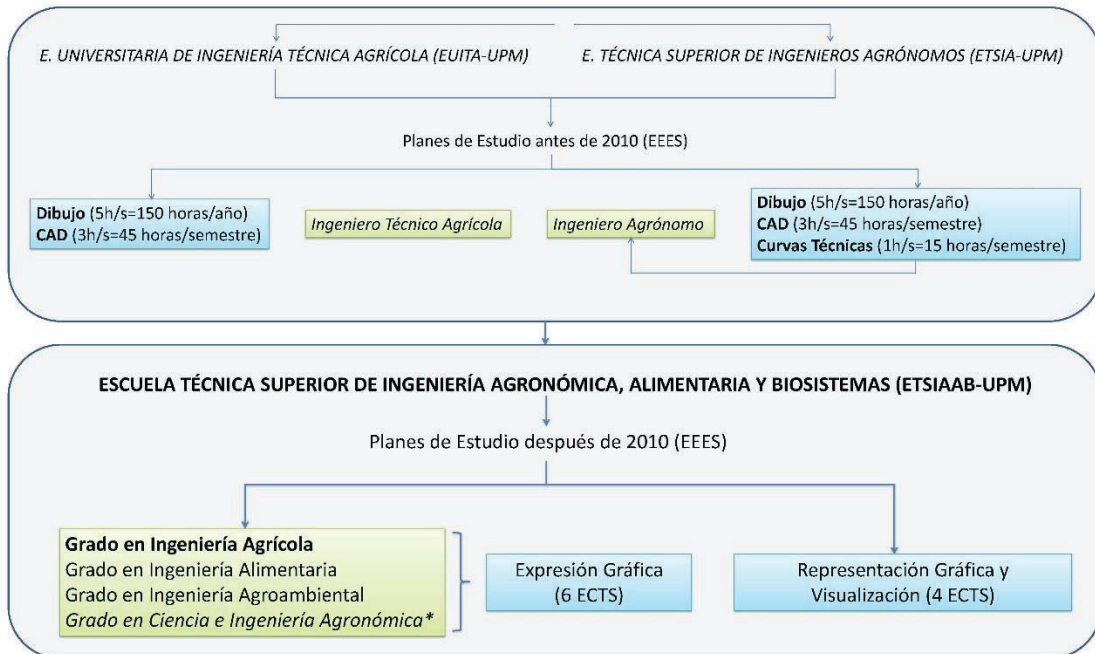 E. UNIVERSITARIA DE INGENIERÍA TÉCNICA AGRÍCOLA (EUITA-UPM)
E. TÉCNICA SUPERIOR DE INGENIEROS AGRÓNOMOS (ETSIA-UPM)
Planes de Estudio antes de 2010 (EEES)
Dibujo (5h/s=150 horas/año)
CAD (3h/s=45 horas/semestre)
Ingeniero Técnico Agrícola
Ingeniero Agrónomo
Dibujo (5h/s=150 horas/año)
CAD (3h/s=45 horas/semestre)
Curvas Técnicas (1h/s=15 horas/semestre)
ESCUELA TÉCNICA SUPERIOR DE INGENIERÍA AGRONÓMICA, ALIMENTARIA Y BIOSISTEMAS (ETSIAAB-UPM)
Planes de Estudio después de 2010 (EEES)
Grado en Ingeniería Agrícola
Grado en Ingeniería Alimentaria
Grado en Ingeniería Agroambiental
Grado en Ciencia e Ingeniería Agronómica*
Expresión Gráfica
(6 ECTS)
Representación Gráfica y
Visualización (4 ECTS)